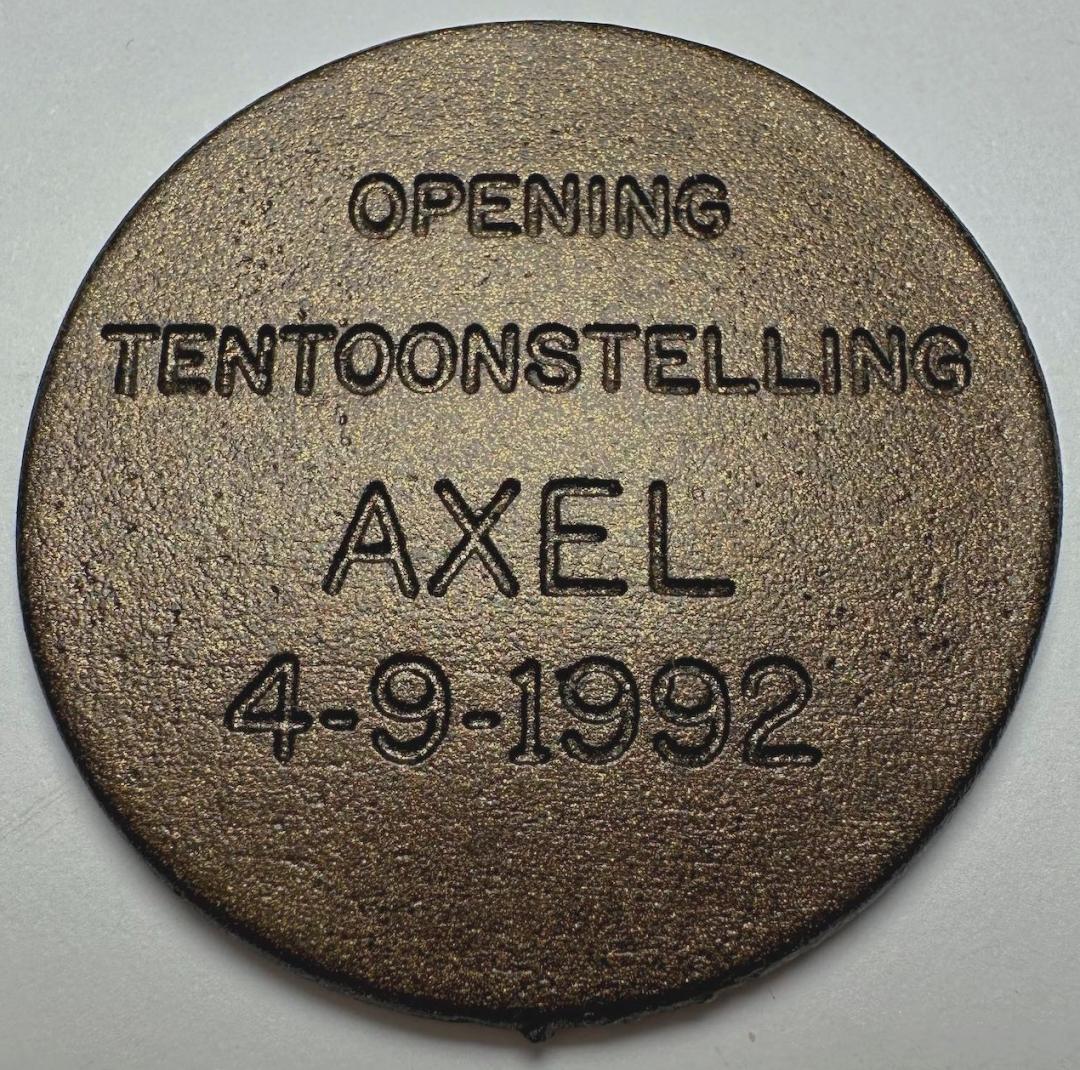 OPENING
TENTOONSTELLING
AXEL
4-9-1992